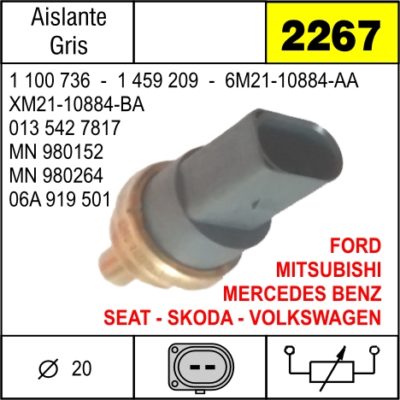 Aislante
Gris
2267
1 100 736 - 1 459 209 - 6M21-10884-AA
XM21-10884-BA
013 542 7817
MN 980152
MN 980264
06A 919 501
FORD
MITSUBISHI
MERCEDES BENZ
SEAT - SKODA - VOLKSWAGEN
⌀ 20